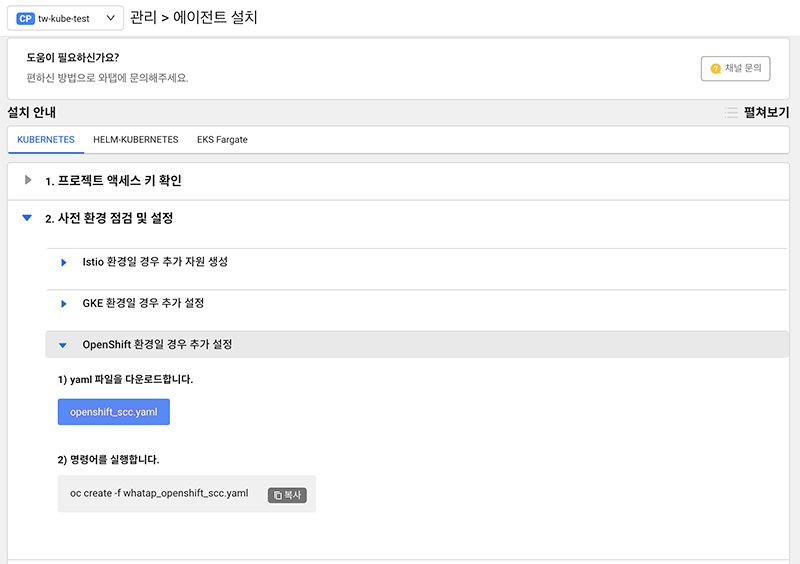 CP tw-kube-test 관리 > 에이전트 설치
도움이 필요하신가요?
편하신 방법으로 와탭에 문의해주세요.
? 채널 문의
설치 안내
펼쳐보기
KUBERNETES HELM-KUBERNETES EKS Fargate
1. 프로젝트 액세스 키 확인
2. 사전 환경 점검 및 설정
Istio 환경일 경우 추가 자원 생성
GKE 환경일 경우 추가 설정
OpenShift 환경일 경우 추가 설정
1) yaml 파일을 다운로드합니다.
openshift_scc.yaml
2) 명령어를 실행합니다.
oc create -f whatap_openshift_scc.yaml 복사